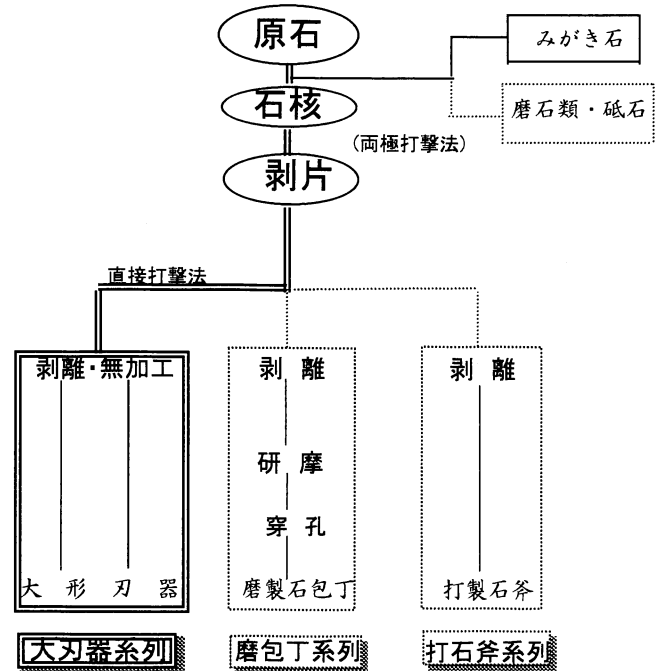 原石
みがき石
石核
磨石類・砥石
(両極打撃法)
剥片
直接打撃法
剥離・無加工
剥離
剥離
研摩
穿孔
大形刃器
磨製石包丁
打製石斧
大刃器系列
磨包丁系列
打石斧系列